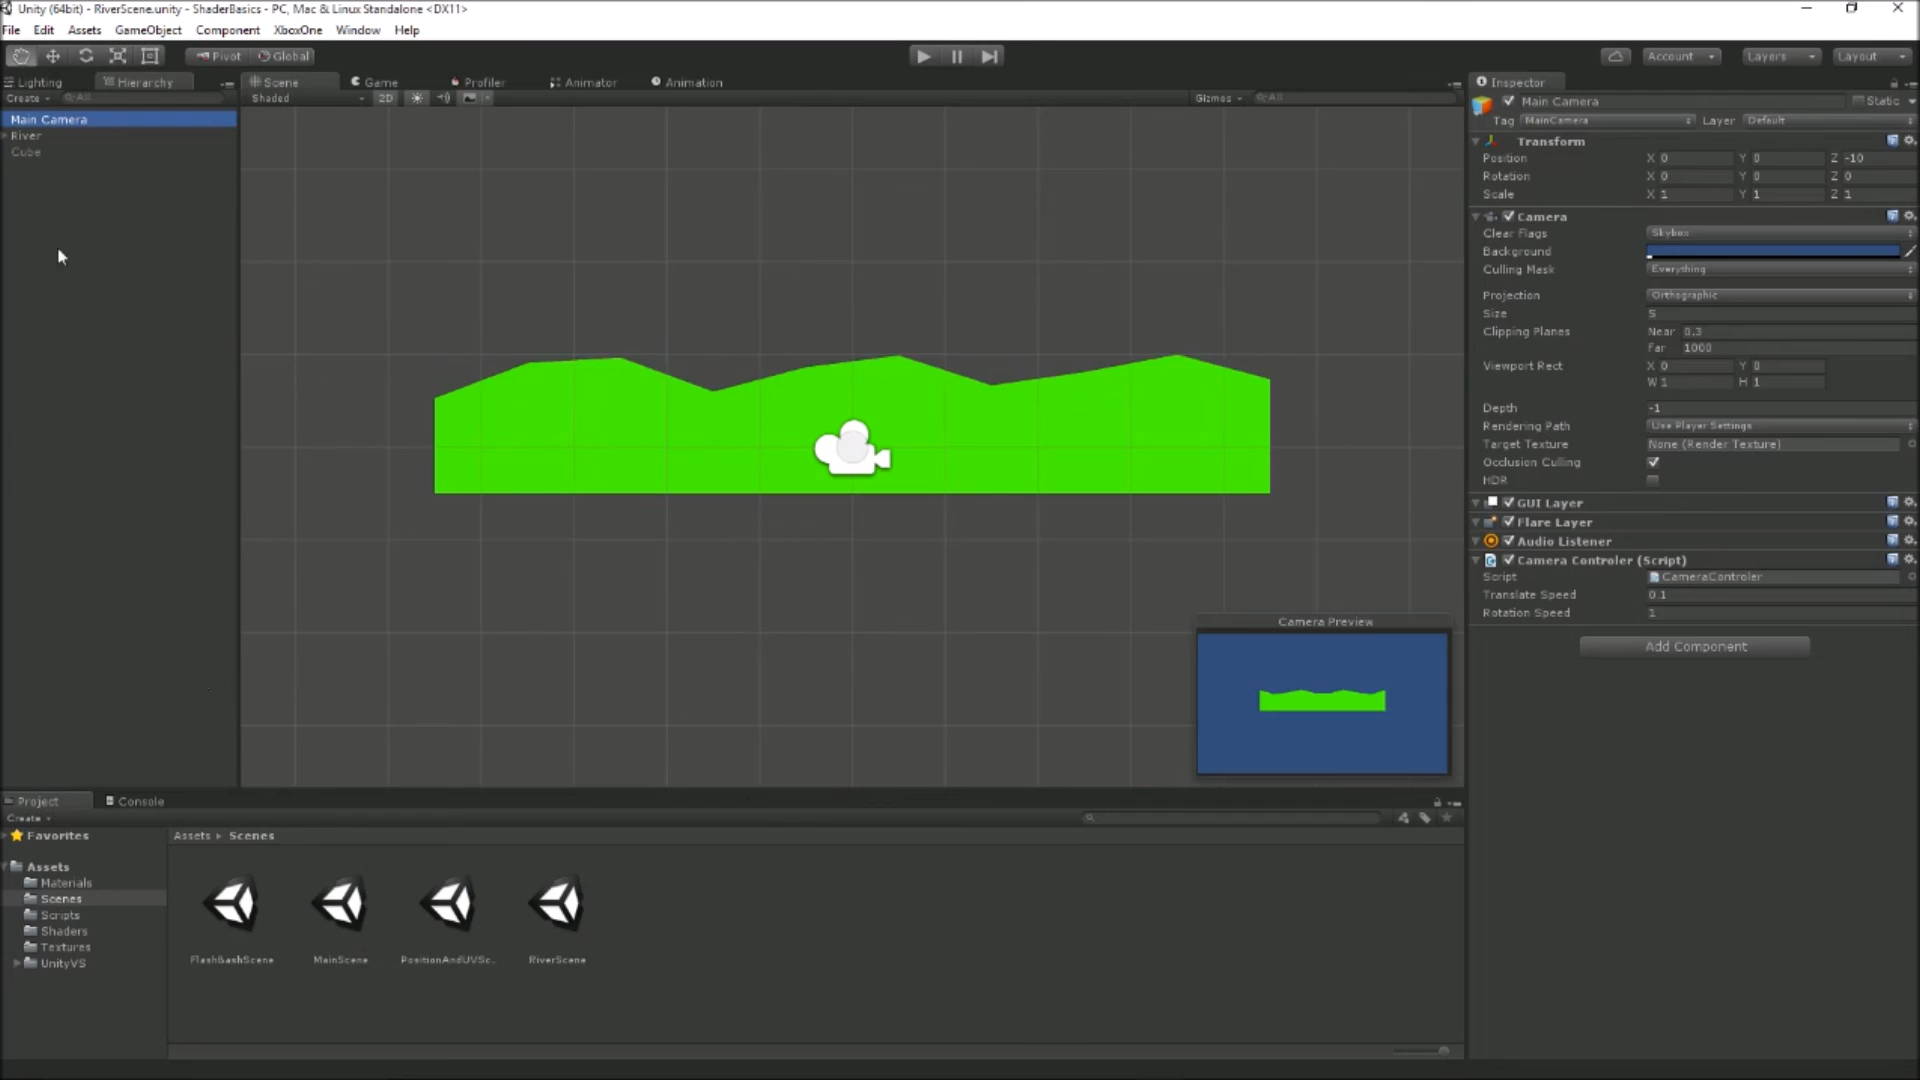 Unity (64bit) - RiverScene.unity - ShaderBasics - PC, Mac & Linux Standalone <DX11>
File Edit Assets GameObject Component XboxOne Window Help
Pivot Global Account Layers Layout
Lighting Hierarchy Scene Game Profiler Animator Animation Inspector
Create All Shaded 2D Gizmos All
Main Camera
River
Cube
Main Camera Static
Tag MainCamera Layer Default
Transform
Position X 0 Y 0 Z -10
Rotation X 0 Y 0 Z 0
Scale X 1 Y 1 Z 1
Camera
Clear Flags Skybox
Background
Culling Mask Everything
Projection Orthographic
Size 5
Clipping Planes Near 0.3
Far 1000
Viewport Rect X 0 Y 0
W 1 H 1
Depth -1
Rendering Path Use Player Settings
Target Texture None (Render Texture)
Occlusion Culling
HDR
GUI Layer
Flare Layer
Audio Listener
Camera Controler (Script)
Script CameraControler
Translate Speed 0.1
Rotation Speed 1
Add Component
Camera Preview
Project Console
Create
Favorites
Assets
Materials
Scenes
Scripts
Shaders
Textures
UnityVS
Assets ▸ Scenes
FlashBashScene MainScene PositionAndUVSc... RiverScene